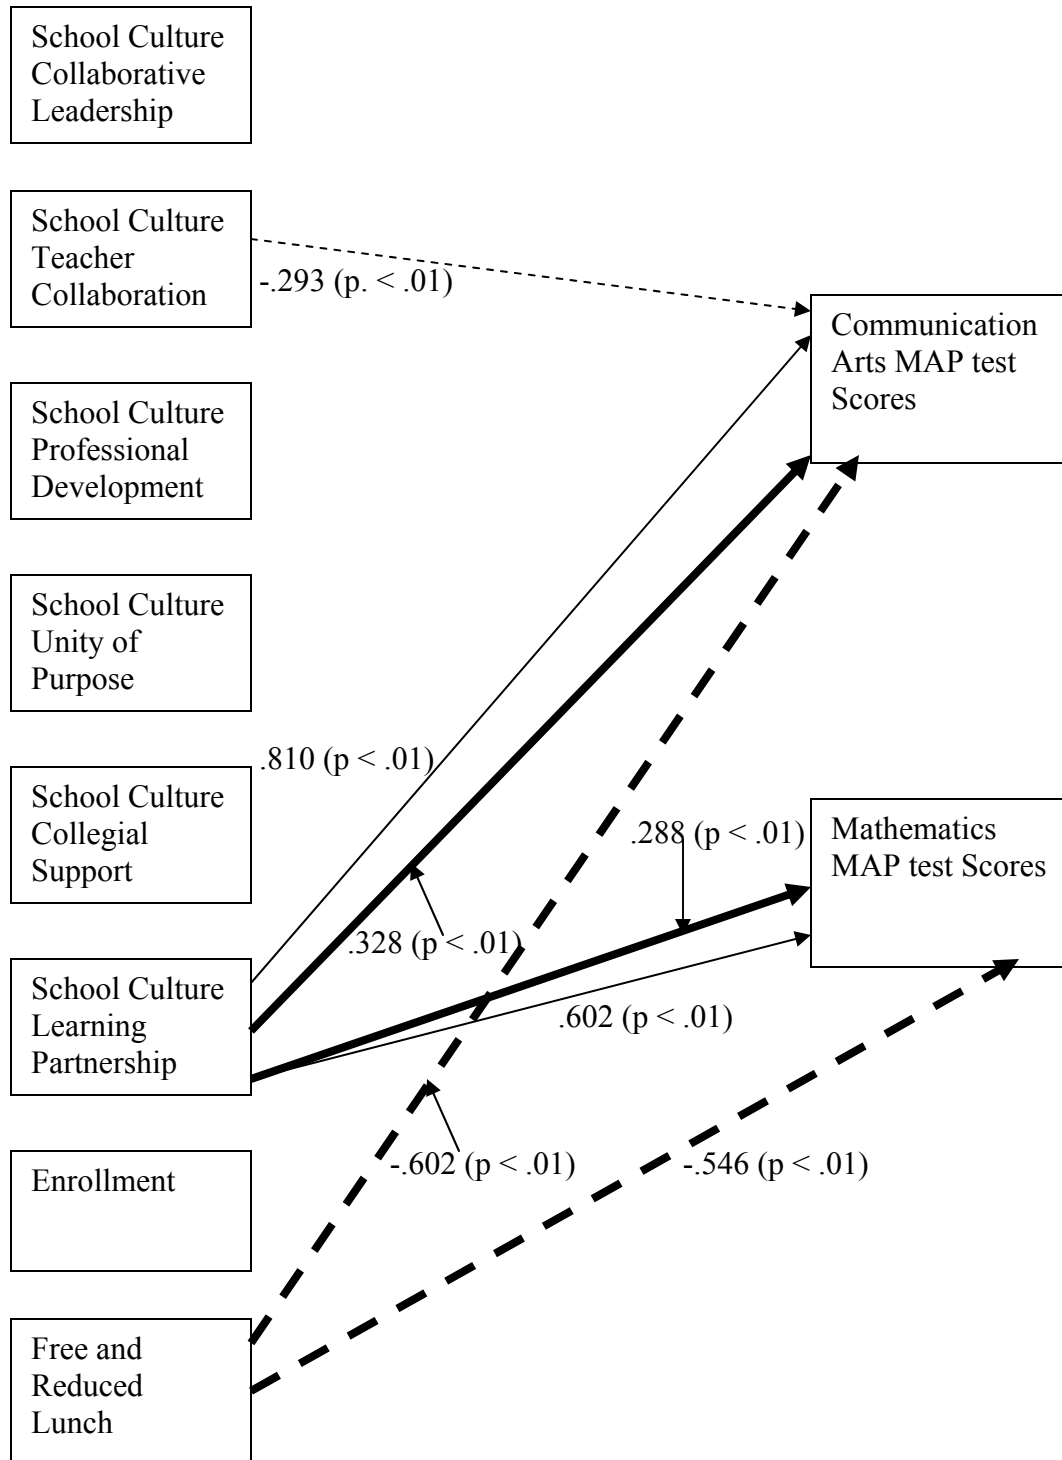 School Culture
Collaborative
Leadership
School Culture
Teacher
Collaboration
-.293 (p. < .01)
Communication
Arts MAP test
Scores
School Culture
Professional
Development
School Culture
Unity of
Purpose
.810 (p < .01)
School Culture
Collegial
Support
.288 (p < .01)
Mathematics
MAP test Scores
.328 (p < .01)
School Culture
Learning
Partnership
.602 (p < .01)
Enrollment
-.602 (p < .01)
-.546 (p < .01)
Free and
Reduced
Lunch